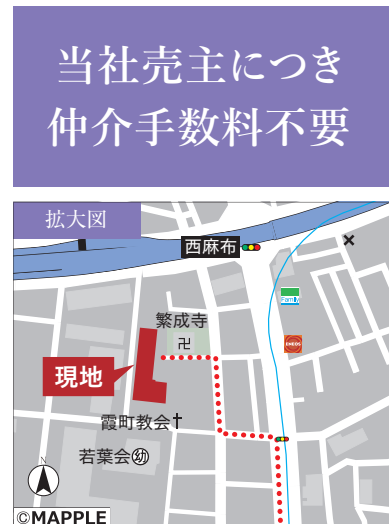 当社売主につき
仲介手数料不要
拡大図
西麻布
Family
繁成寺
卍
ENEOS
現地
霞町教会
若葉会幼
N
©MAPPLE